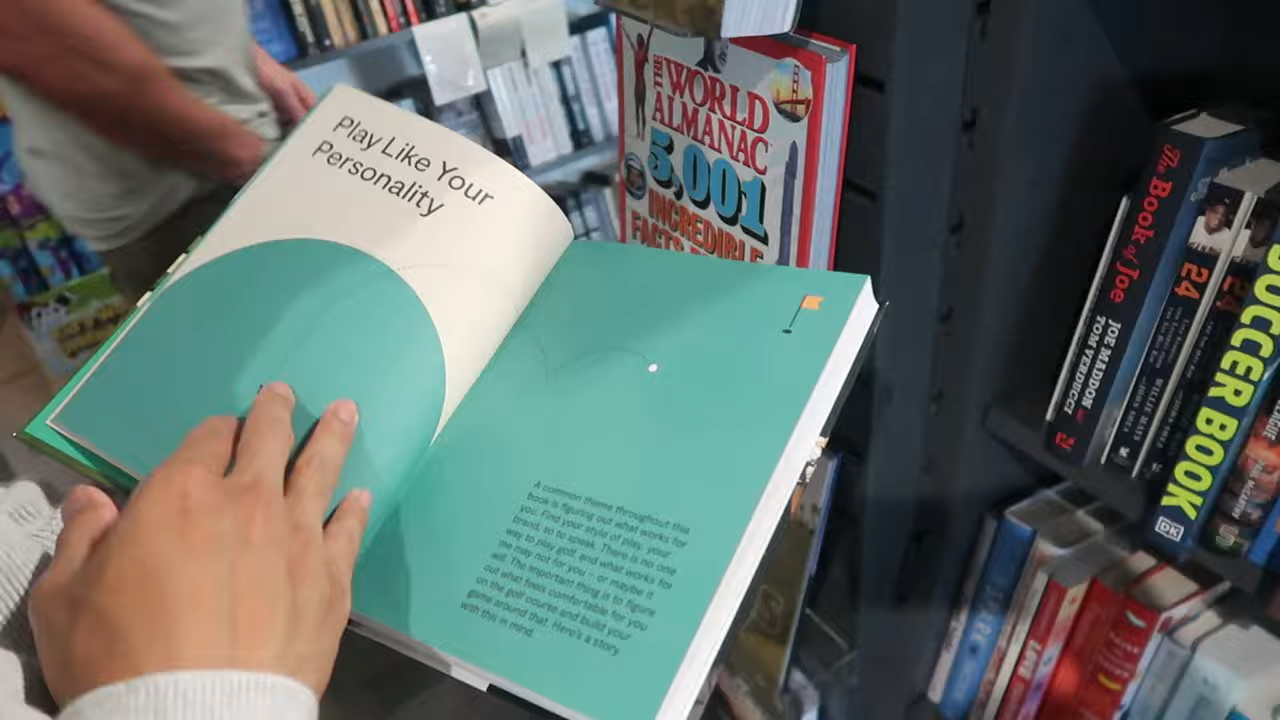 Play Like Your
Personality
A common theme throughout this
book is figuring out what works for
you. Find your style of play, your
brand, so to speak. There is no one
way to play golf, and what works for
me may not for you – or maybe it
will. The important thing is to figure
out what feels comfortable for you
on the golf course and build your
game around that. Here's a story
with this in mind.
THE
WORLD
ALMANAC
5,001
INCREDIBLE
FACTS
The Book of Joe
JOE MADDON
TOM VERDUCCI
24
WILLIE MAYS
24
SOCCER BOOK
DK